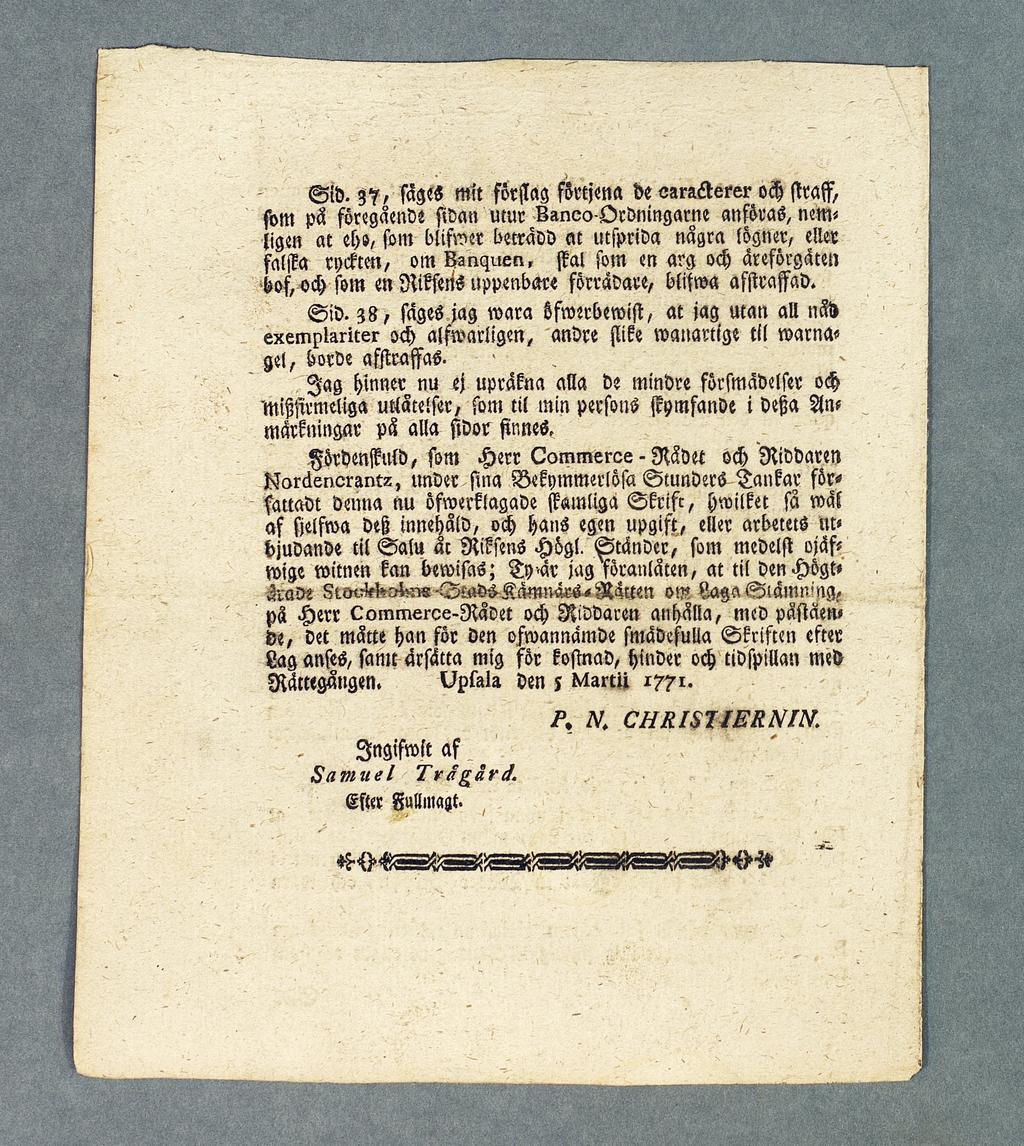 Sid. 37, säges mit förslag förtjena de caracterer och straff,
som på föregående sidan utur Banco-Ordningarne anföras, nem-
ligen at eho, som blifwer beträdd at utsprida några lögner, eller
falska ryckten, om Banquen, skal som en arg och äreförgäten
bof, och som en Riksens uppenbare förrädare, blifwa afstraffad.
Sid. 38, säges jag wara öfwerbewist, at jag utan all nåd
exemplariter och alfwarligen, andre slike wanartige til warna-
gel, borde afstraffas.
Jag hinner nu ej upräkna alla de mindre försmädelser och
mißfirmeliga utlåtelser, som til min persons skymfande i deßa An-
märkningar på alla sidor finnes.
Fördenskuld, som Herr Commerce-Rådet och Riddaren
Nordencrantz, under sina Bekymmerlösa Stunders Tankar för-
fattadt denna nu öfwerklagade skamliga Skrift, hwilket så wäl
af sjelfwa deß innehåld, och hans egen upgift, eller arbetets ut-
bjudande til Salu åt Riksens Högl. Ständer, som medelst ojäf-
wige witnen kan bewisas; Ty är jag föranlåten, at til den Högt-
ärade Stockholms Stads Kämnärs-Rätten om Laga Stämning,
på Herr Commerce-Rådet och Riddaren anhålla, med påståen-
de, det måtte han för den ofwannämde smädefulla Skriften efter
Lag anses, samt ärsätta mig för kostnad, hinder och tidspillan med
Rättegången. Upsala den 5 Martii 1771.
P. N. CHRISTIERNIN.
Ingifwit af
Samuel Trägård.
Efter Fullmagt.